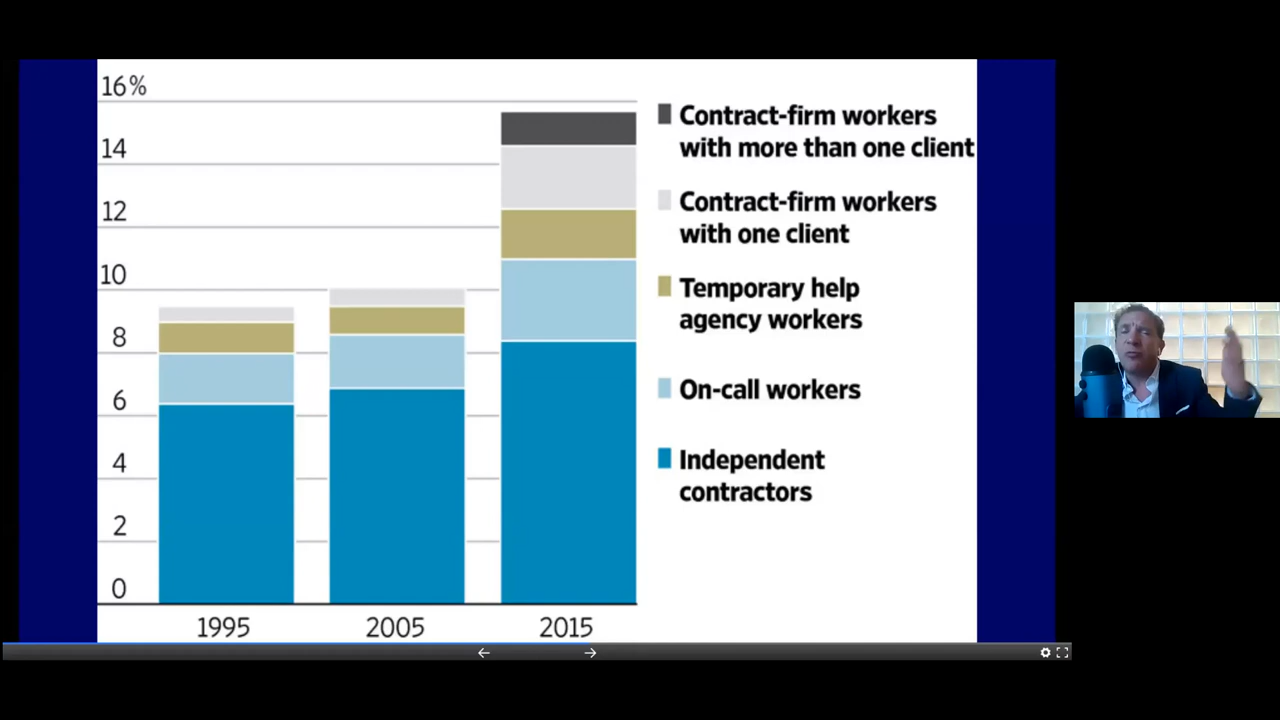 16%
14
12
10
8
6
4
2
0
1995 2005 2015
Contract-firm workers
with more than one client
Contract-firm workers
with one client
Temporary help
agency workers
On-call workers
Independent
contractors